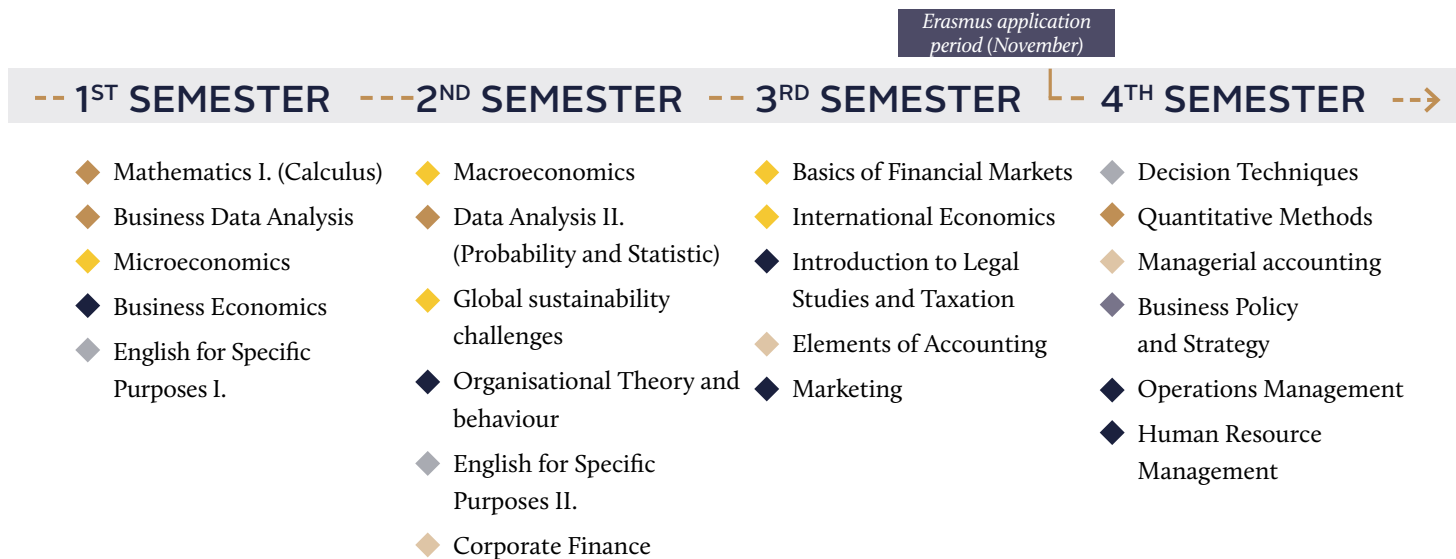 Erasmus application
period (November)
1ST SEMESTER
2ND SEMESTER
3RD SEMESTER
4TH SEMESTER
Mathematics I. (Calculus)
Business Data Analysis
Microeconomics
Business Economics
English for Specific
Purposes I.
Macroeconomics
Data Analysis II.
(Probability and Statistic)
Global sustainability
challenges
Organisational Theory and
behaviour
English for Specific
Purposes II.
Corporate Finance
Basics of Financial Markets
International Economics
Introduction to Legal
Studies and Taxation
Elements of Accounting
Marketing
Decision Techniques
Quantitative Methods
Managerial accounting
Business Policy
and Strategy
Operations Management
Human Resource
Management